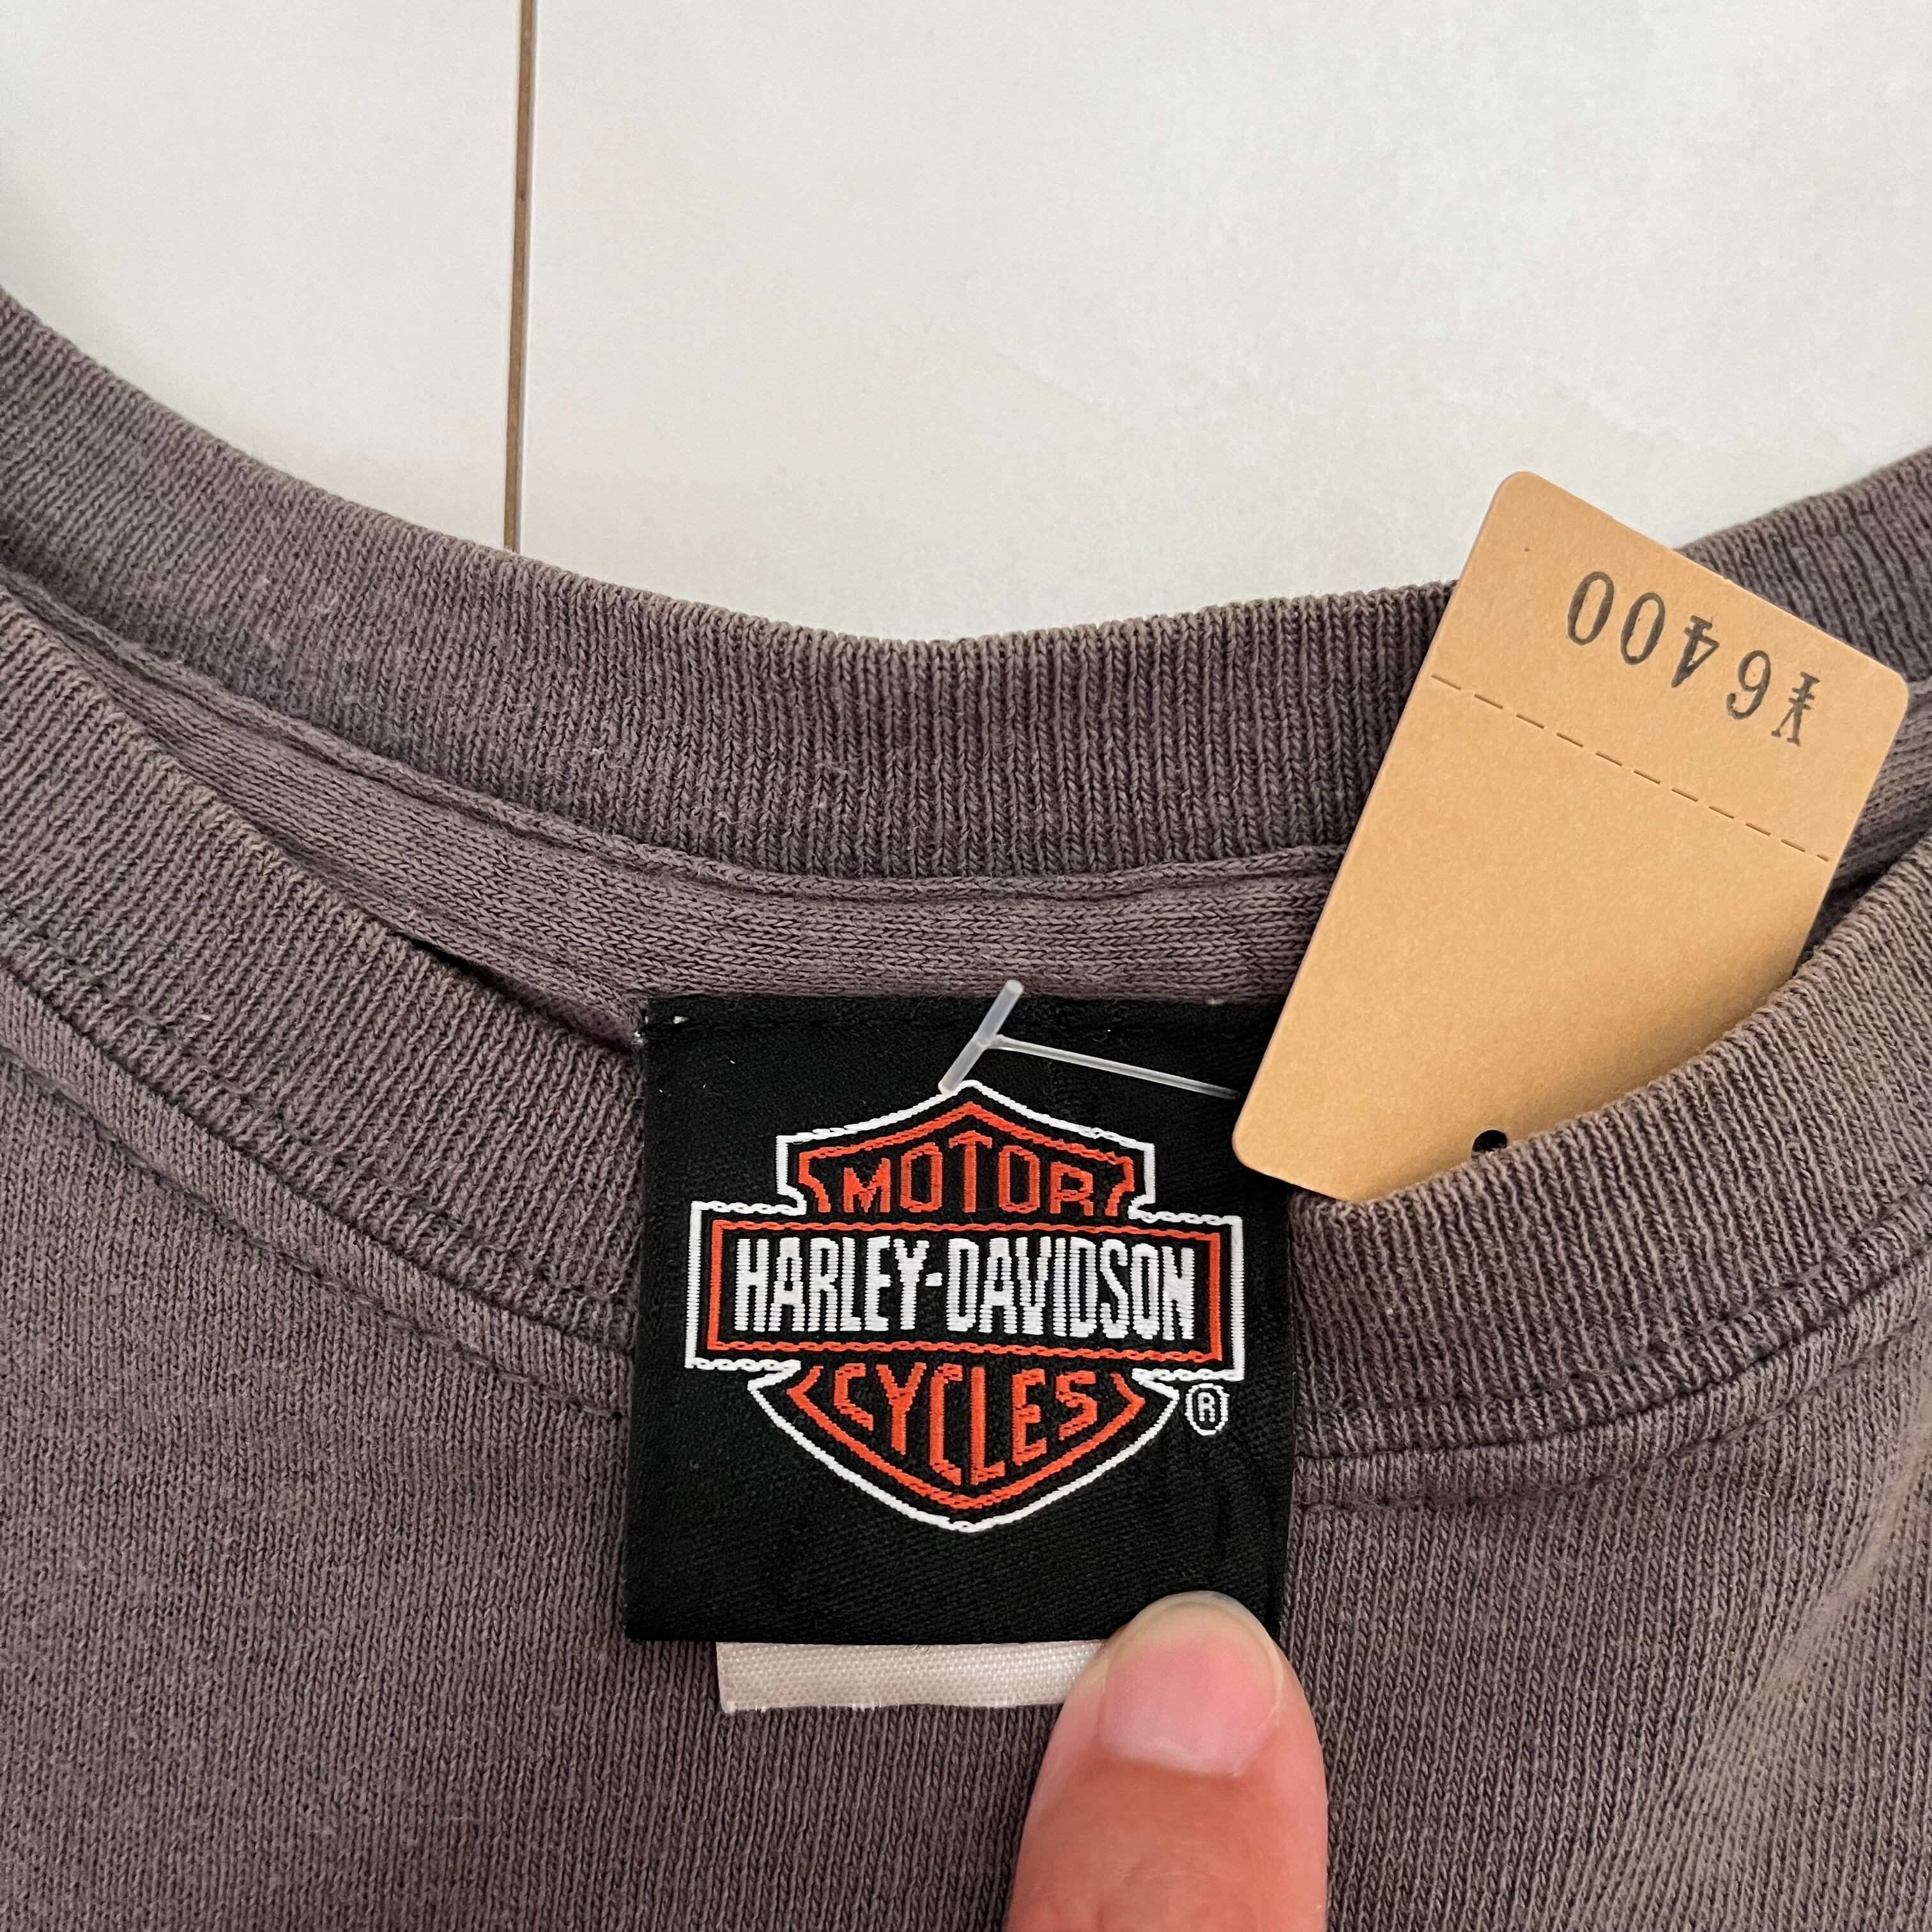 ¥6400
MOTOR
HARLEY-DAVIDSON
CYCLES
®